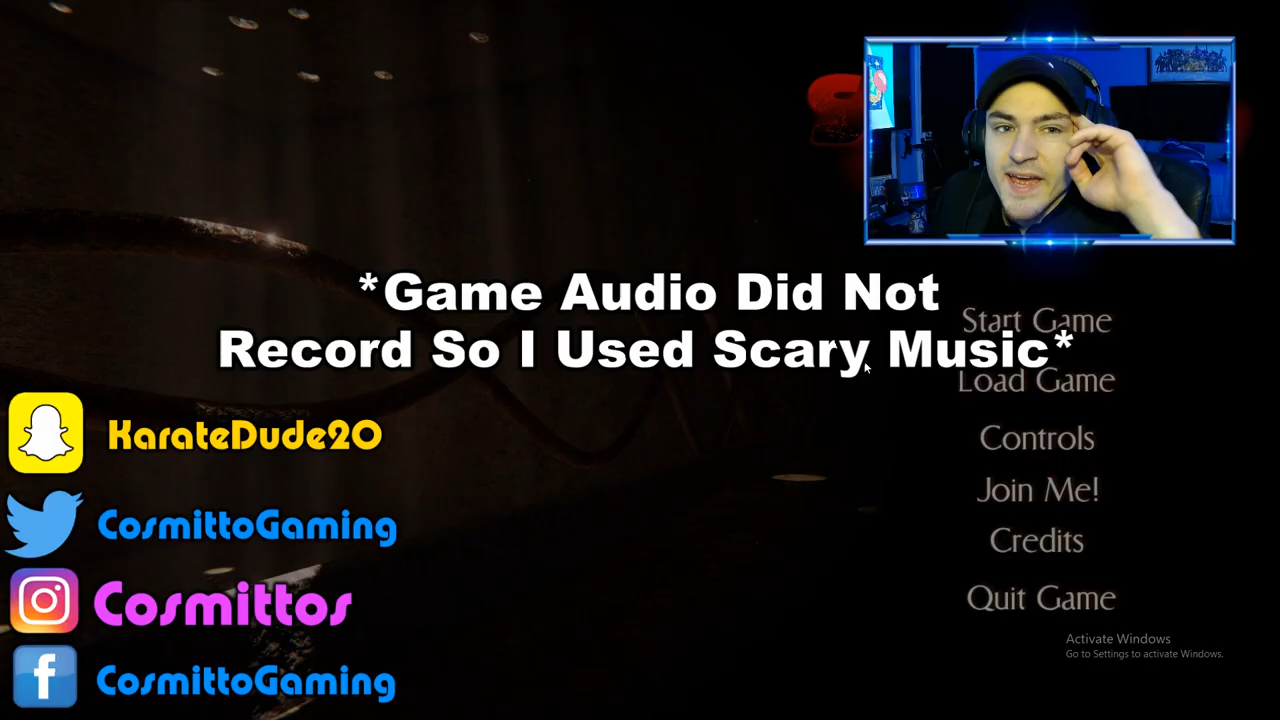 *Game Audio Did Not
Record So I Used Scary Music*
Start Game
Load Game
Controls
Join Me!
Credits
Quit Game
KarateDude20
CosmittoGaming
Cosmittos
CosmittoGaming
Activate Windows
Go to Settings to activate Windows.